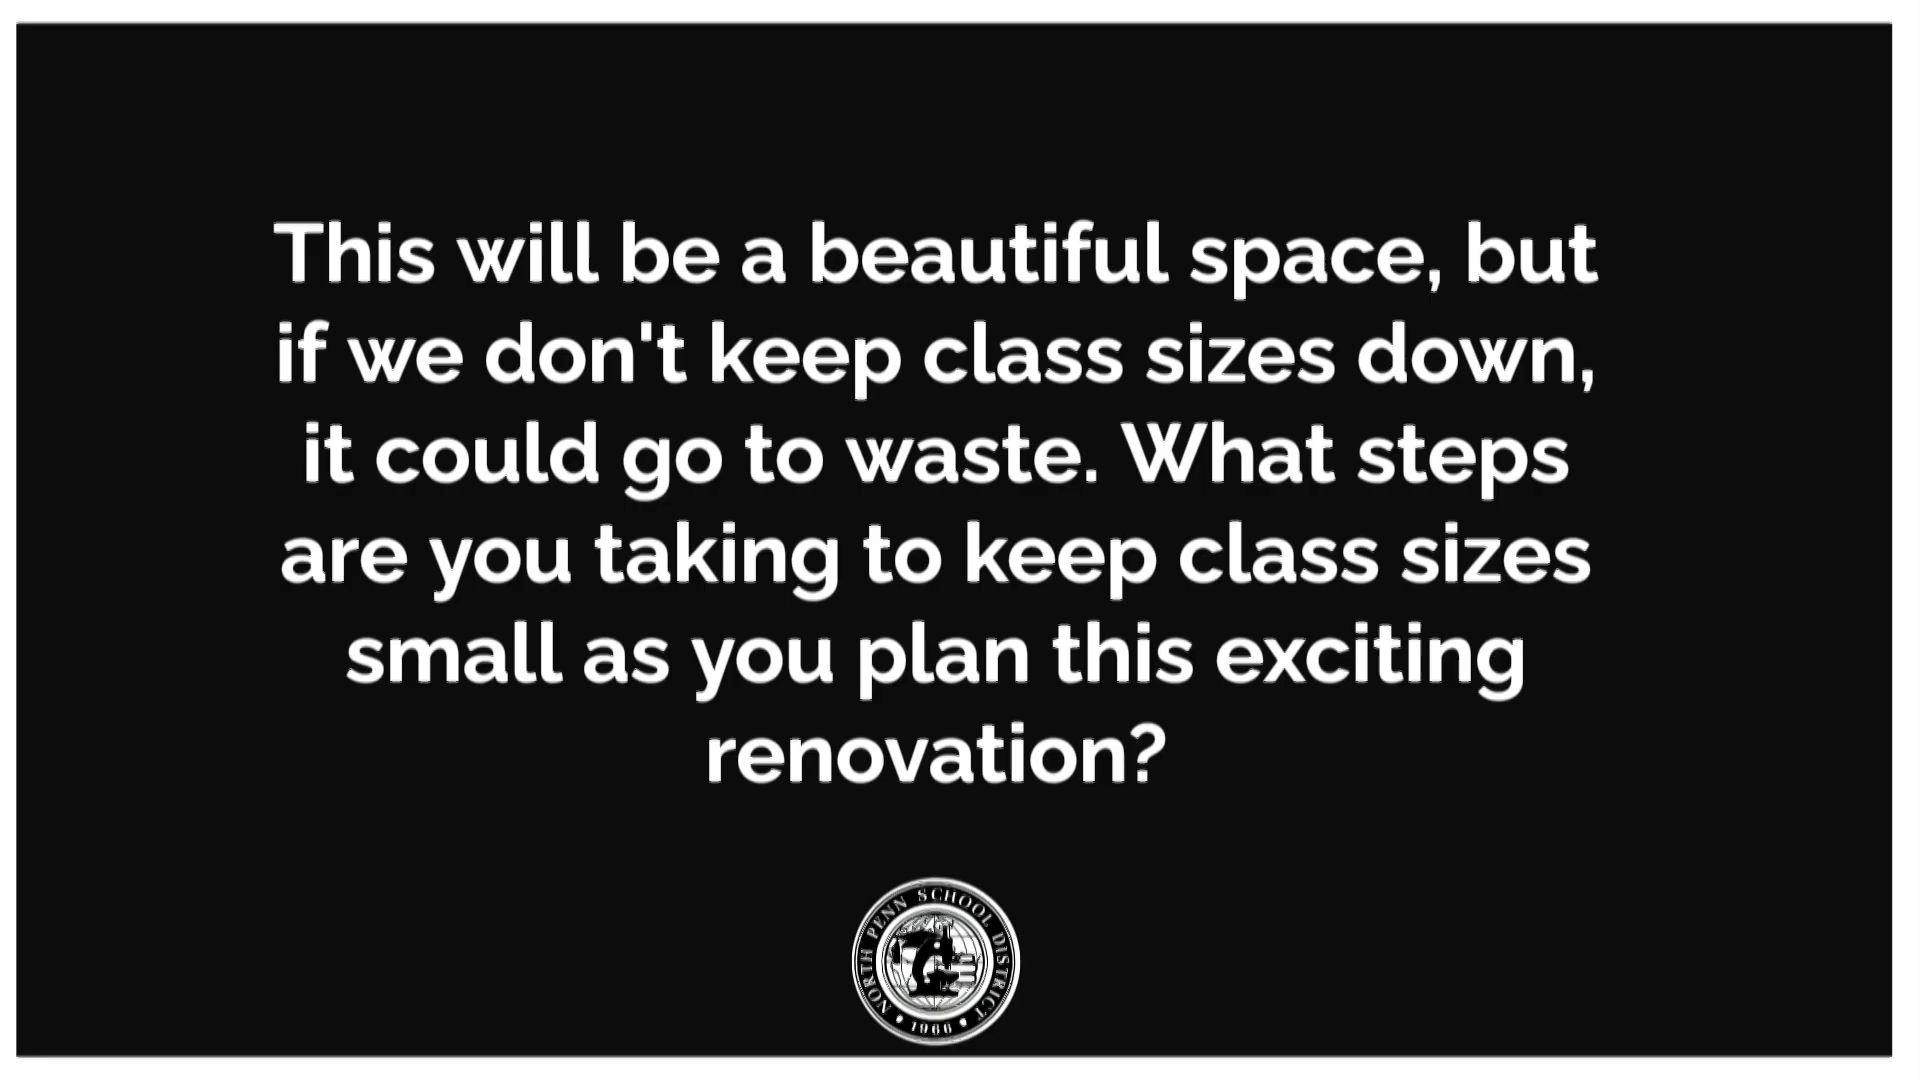 This will be a beautiful space, but
if we don't keep class sizes down,
it could go to waste. What steps
are you taking to keep class sizes
small as you plan this exciting
renovation?
NORTH PENN SCHOOL DISTRICT
• 1966 •